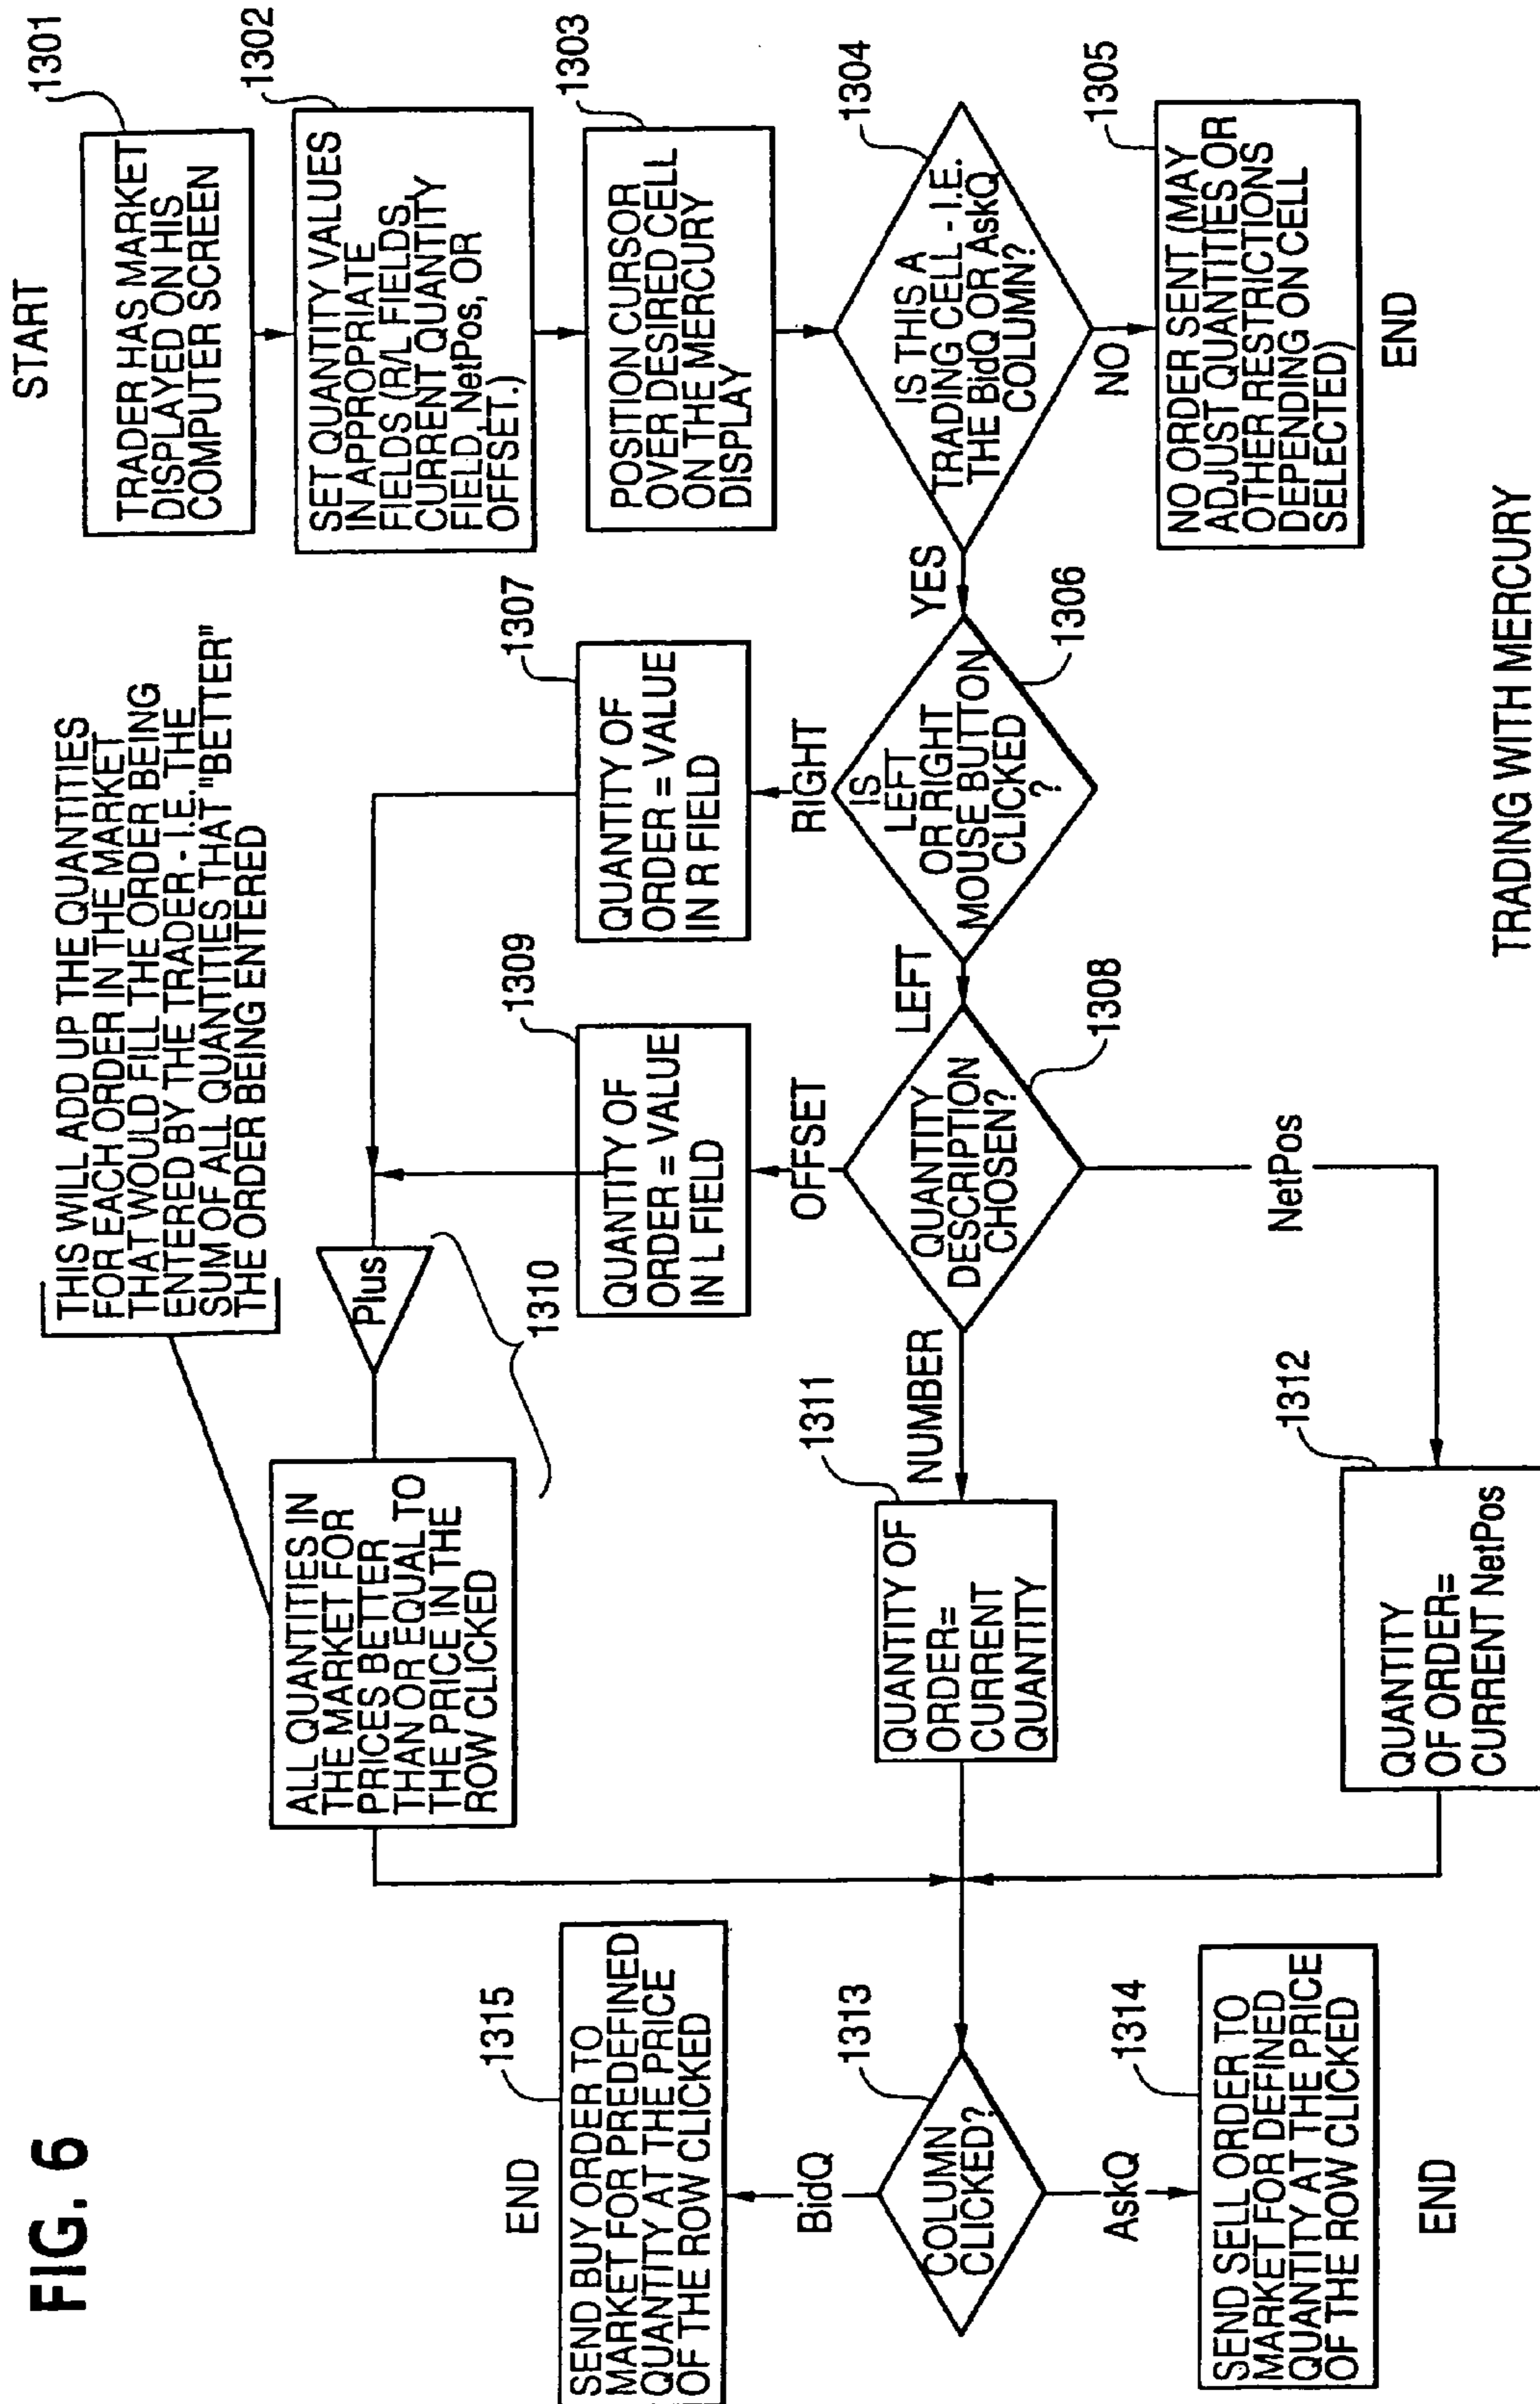 FIG. 6
START
1301
TRADER HAS MARKET
DISPLAYED ON HIS
COMPUTER SCREEN
1302
SET QUANTITY VALUES
IN APPROPRIATE
FIELDS (R/L FIELDS,
CURRENT QUANTITY
FIELD, NetPos, OR
OFFSET.)
1303
POSITION CURSOR
OVER DESIRED CELL
ON THE MERCURY
DISPLAY
1304
IS THIS A
TRADING CELL - I.E.
THE BidQ OR AskQ
COLUMN?
NO
1305
NO ORDER SENT (MAY
ADJUST QUANTITIES OR
OTHER RESTRICTIONS
DEPENDING ON CELL
SELECTED)
END
YES
1306
IS
LEFT
OR RIGHT
MOUSE BUTTON
CLICKED
?
RIGHT
1307
QUANTITY OF
ORDER = VALUE
IN R FIELD
LEFT
1308
QUANTITY
DESCRIPTION
CHOSEN?
OFFSET
1309
QUANTITY OF
ORDER = VALUE
IN L FIELD
Plus
1310
THIS WILL ADD UP THE QUANTITIES
FOR EACH ORDER IN THE MARKET
THAT WOULD FILL THE ORDER BEING
ENTERED BY THE TRADER - I.E. THE
SUM OF ALL QUANTITIES THAT "BETTER"
THE ORDER BEING ENTERED
ALL QUANTITIES IN
THE MARKET FOR
PRICES BETTER
THAN OR EQUAL TO
THE PRICE IN THE
ROW CLICKED
NUMBER
1311
QUANTITY OF
ORDER=
CURRENT
QUANTITY
NetPos
1312
QUANTITY
OF ORDER=
CURRENT NetPos
1313
COLUMN
CLICKED?
BidQ
1315
SEND BUY ORDER TO
MARKET FOR PREDEFINED
QUANTITY AT THE PRICE
OF THE ROW CLICKED
END
AskQ
1314
SEND SELL ORDER TO
MARKET FOR DEFINED
QUANTITY AT THE PRICE
OF THE ROW CLICKED
END
TRADING WITH MERCURY